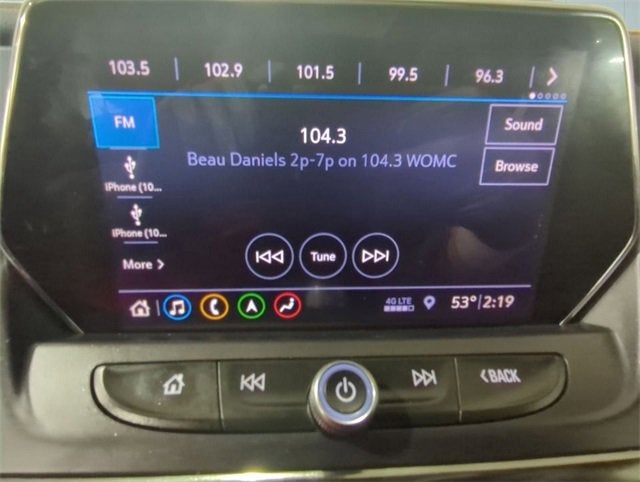 103.5 | 102.9 | 101.5 | 99.5 | 96.3
FM
104.3
Beau Daniels 2p-7p on 104.3 WOMC
Sound
Browse
iPhone (10...
iPhone (10...
More >
Tune
4G LTE
53° | 2:19
< BACK